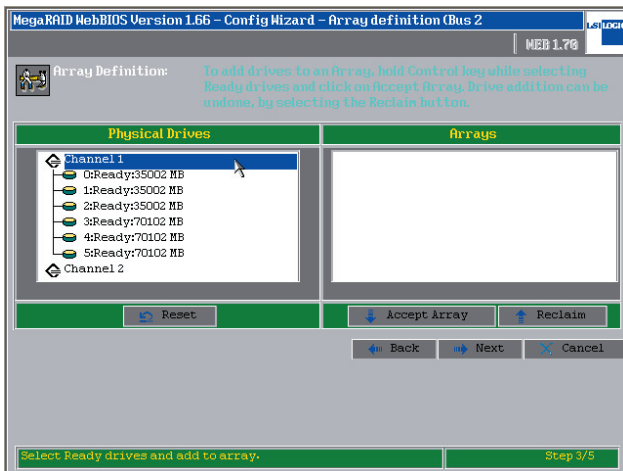 MegaRAID WebBIOS Version 1.66 – Config Wizard – Array definition (Bus 2
LSI LOGIC
WEB 1.70
Array Definition:
To add drives to an Array, hold Control key while selecting
Ready drives and click on Accept Array. Drive addition can be
undone, by selecting the Reclaim button.
Physical Drives
Arrays
Channel 1
0:Ready:35002 MB
1:Ready:35002 MB
2:Ready:35002 MB
3:Ready:70102 MB
4:Ready:70102 MB
5:Ready:70102 MB
Channel 2
Reset
Accept Array
Reclaim
Back
Next
Cancel
Select Ready drives and add to array.
Step 3/5